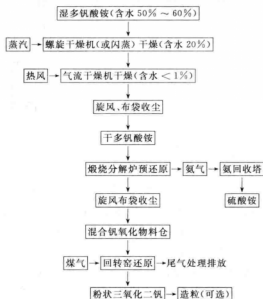 湿多钒酸铵(含水 50%～60%)
蒸汽
螺旋干燥机(或闪蒸)干燥(含水 20%)
热风
气流干燥机干燥(含水＜1%)
旋风、布袋收尘
干多钒酸铵
煅烧分解炉预还原
氨气
氨回收塔
旋风布袋收尘
硫酸铵
混合钒氧化物料仓
煤气
回转窑还原
尾气处理排放
粉状三氧化二钒
造粒(可选)